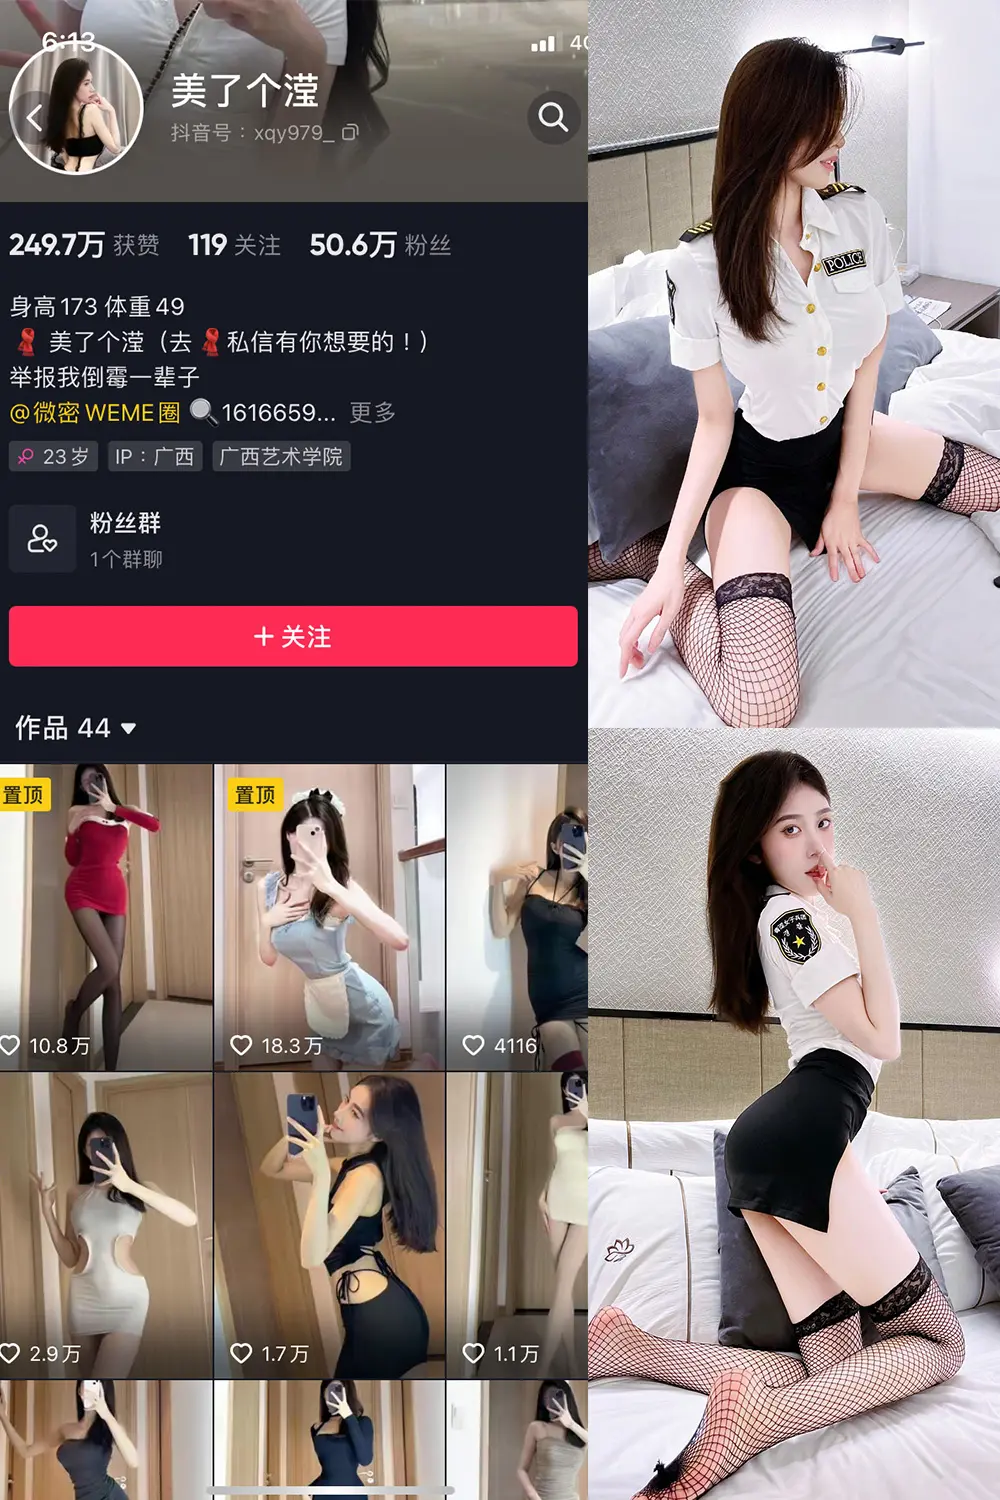 6:13
4G
美了个滢
抖音号：xqy979_
249.7万 获赞 119 关注 50.6万 粉丝
身高173 体重49
美了个滢（去 私信有你想要的！）
举报我倒霉一辈子
@微密 WEME圈 1616659... 更多
23岁 IP：广西 广西艺术学院
粉丝群
1个群聊
+ 关注
作品 44
置顶
置顶
10.8万
18.3万
4116
2.9万
1.7万
1.1万
POLICE